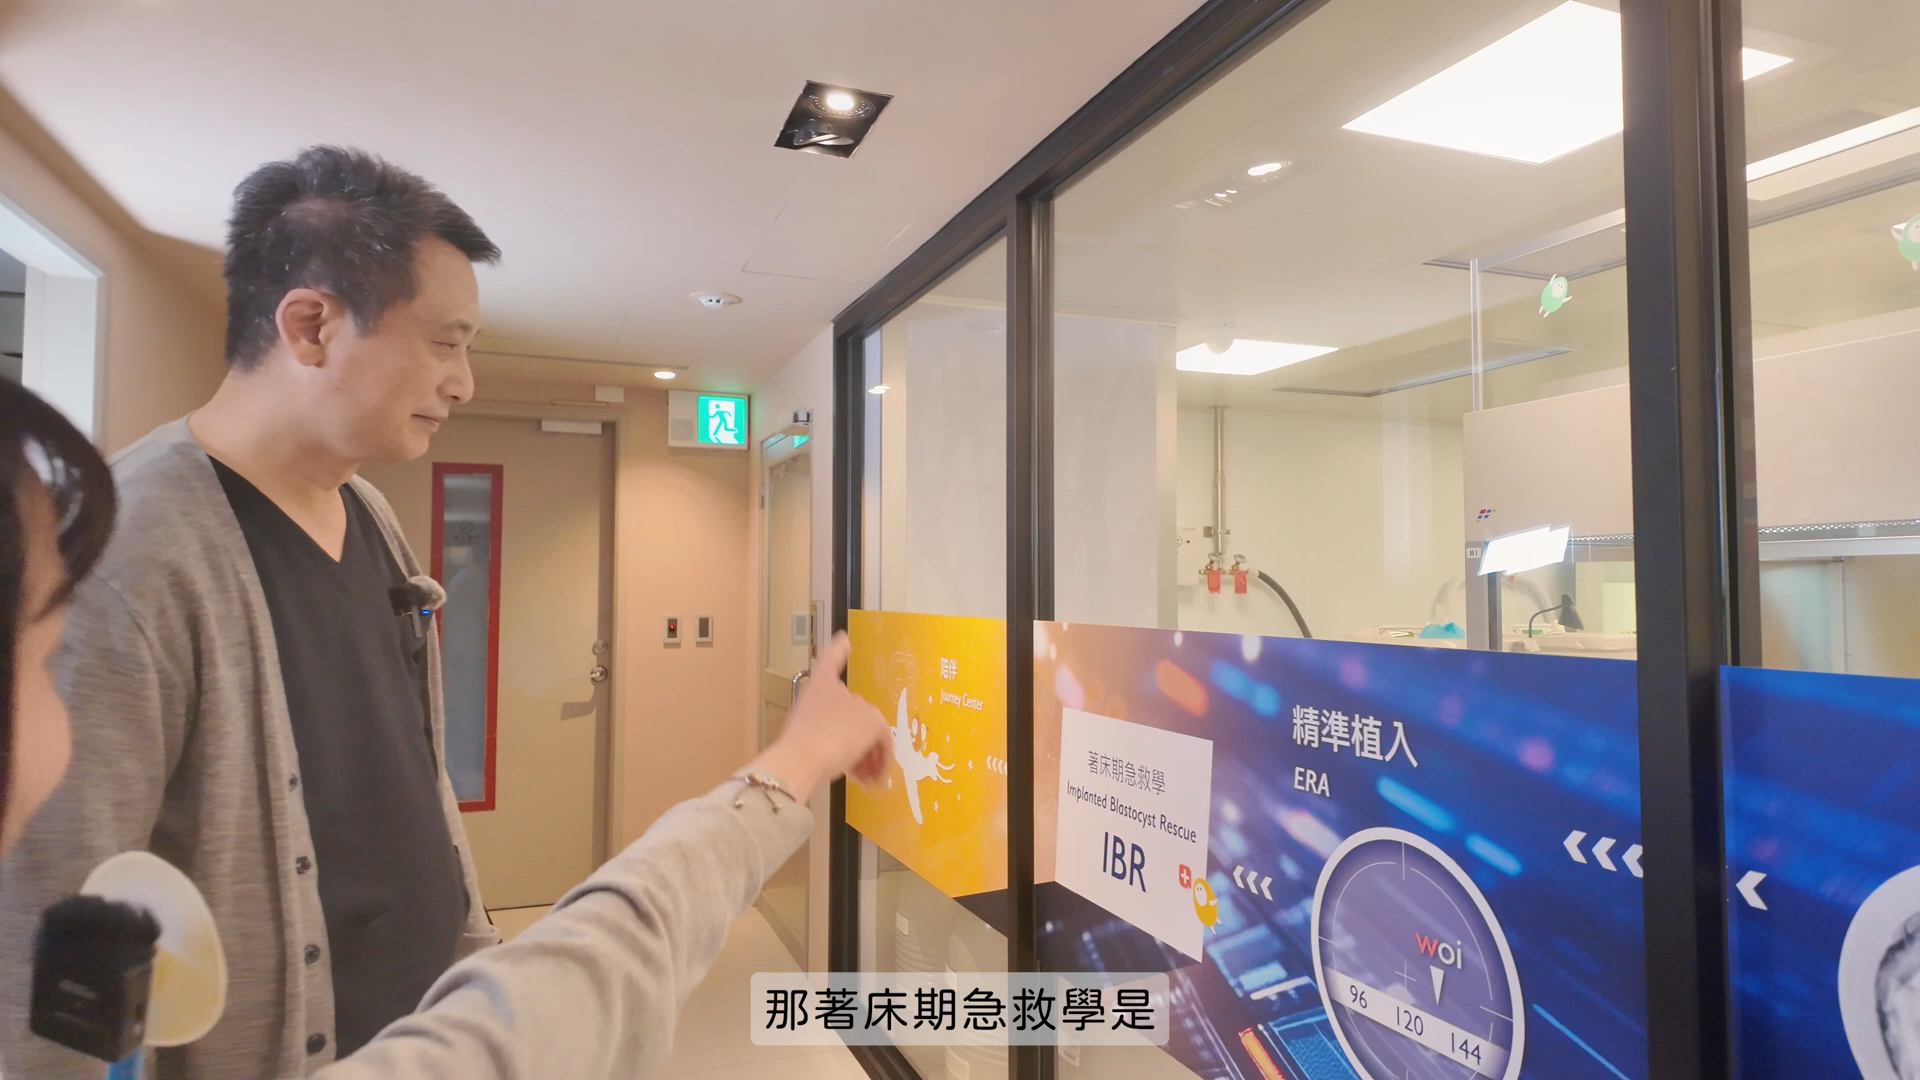 陪伴
Journey Center
著床期急救學
Implanted Blastocyst Rescue
IBR
精準植入
ERA
woi
96 120 144
那著床期急救學是